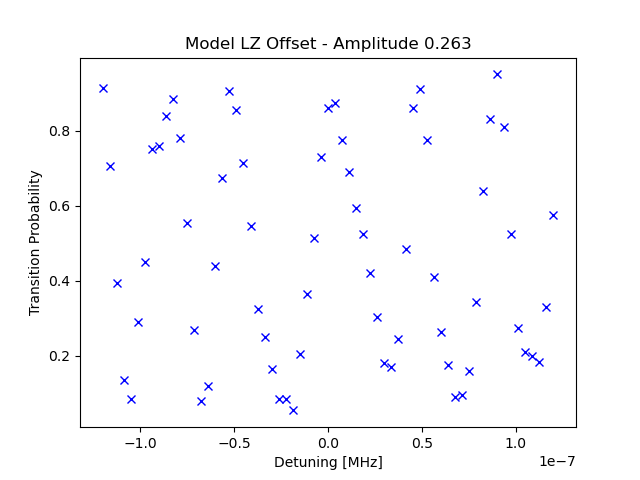 Model LZ Offset - Amplitude 0.263
Transition Probability
0.8
0.6
0.4
0.2
−1.0 −0.5 0.0 0.5 1.0
1e−7
Detuning [MHz]